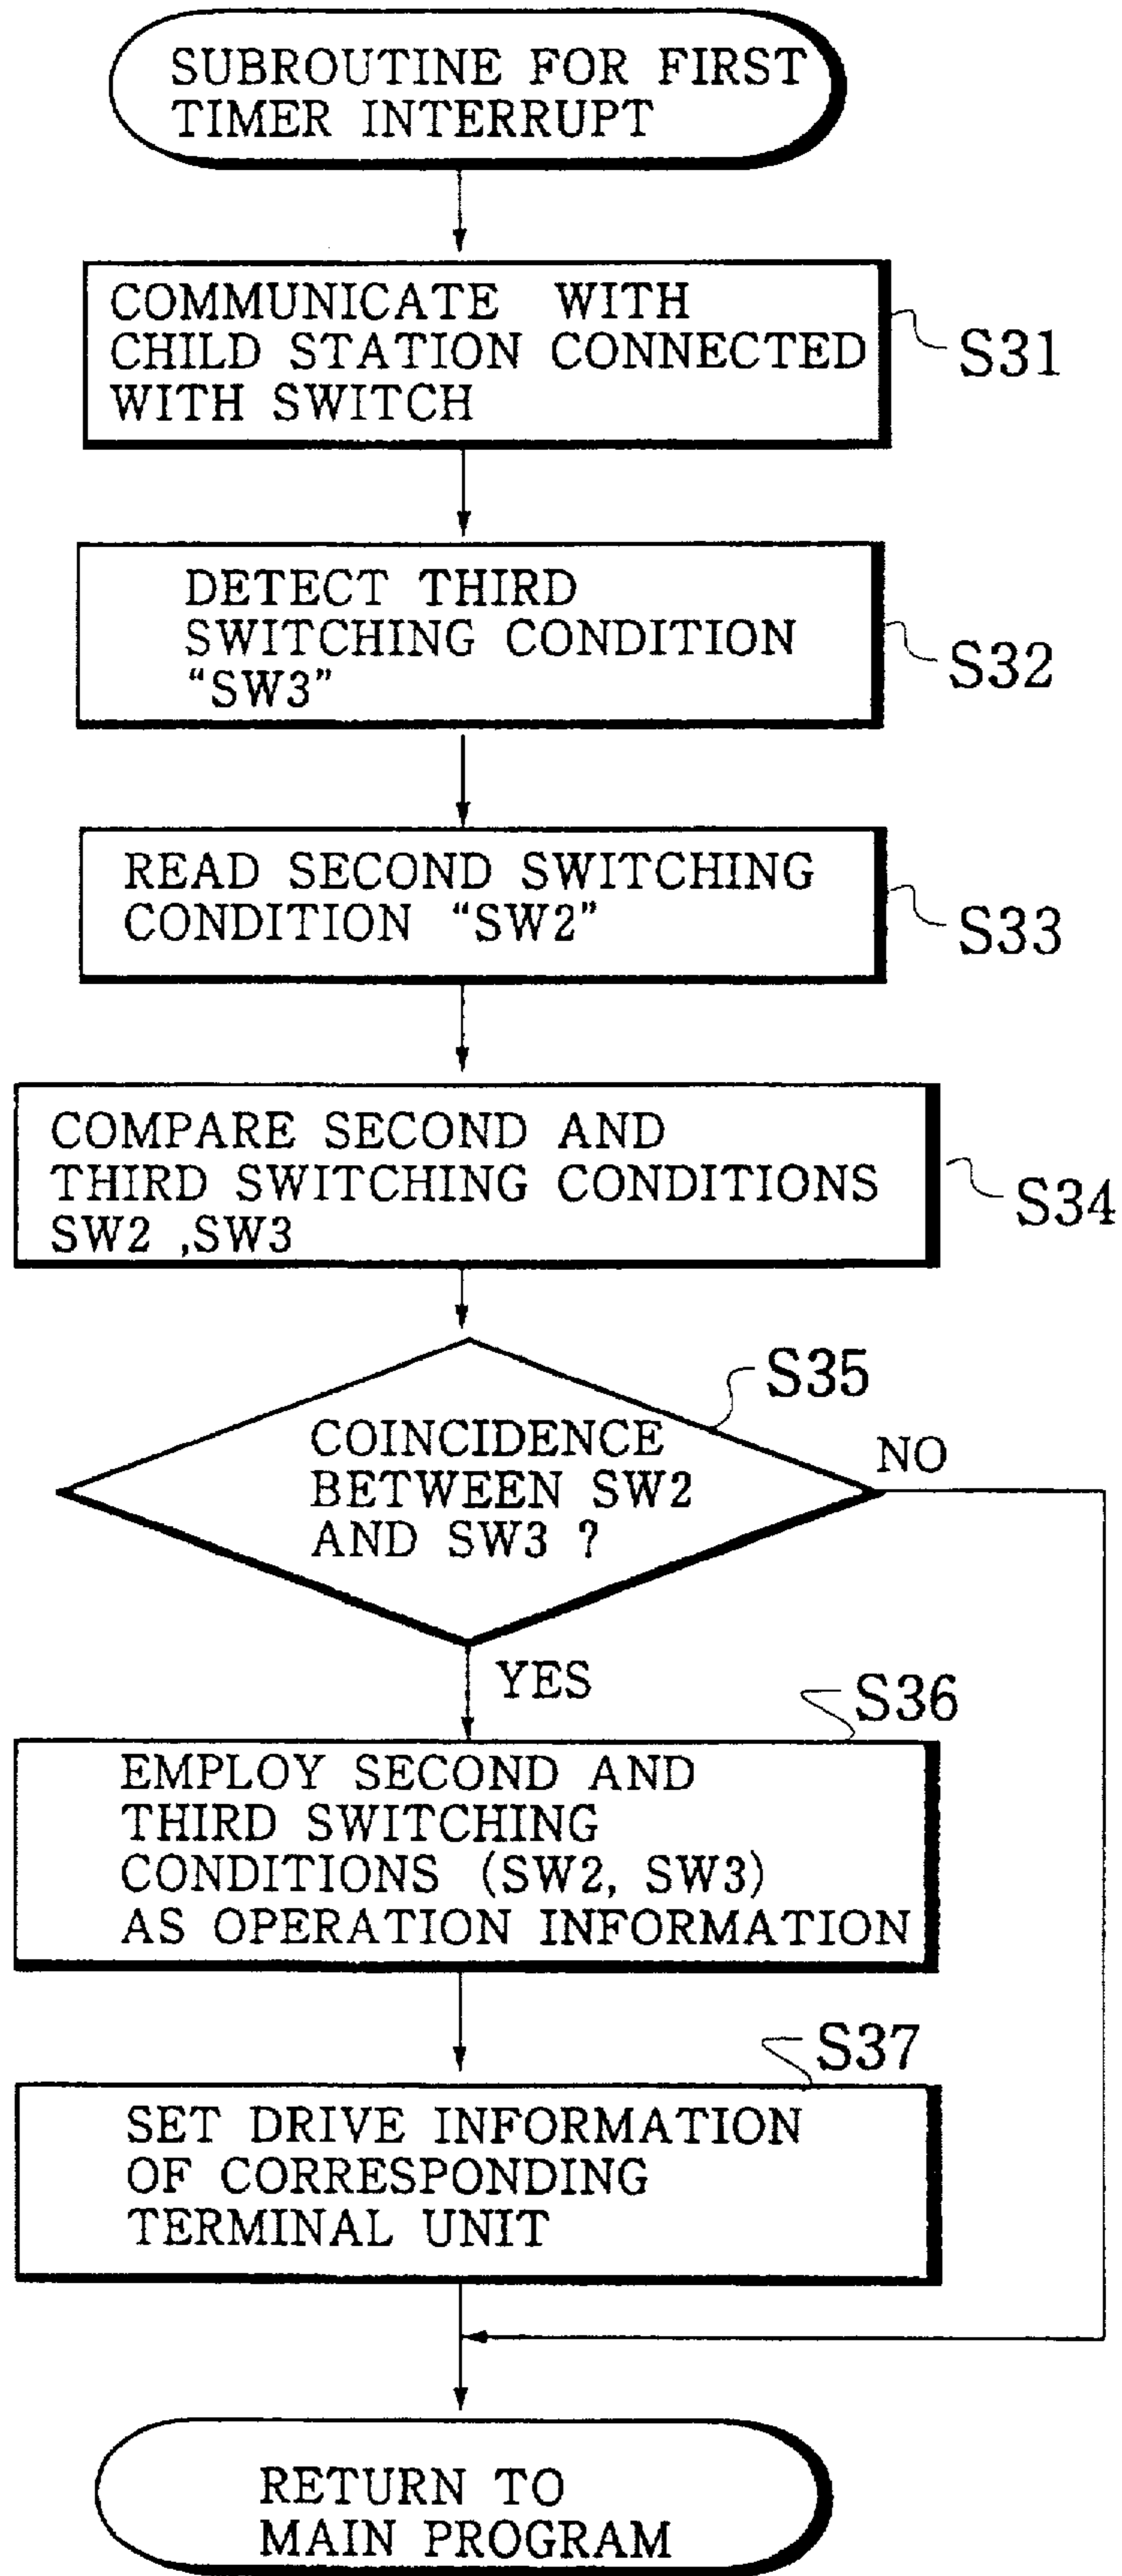 SUBROUTINE FOR FIRST
TIMER INTERRUPT
COMMUNICATE WITH
CHILD STATION CONNECTED
WITH SWITCH
S31
DETECT THIRD
SWITCHING CONDITION
“SW3”
S32
READ SECOND SWITCHING
CONDITION “SW2”
S33
COMPARE SECOND AND
THIRD SWITCHING CONDITIONS
SW2 ,SW3
S34
S35
COINCIDENCE
BETWEEN SW2
AND SW3 ?
NO
YES
S36
EMPLOY SECOND AND
THIRD SWITCHING
CONDITIONS (SW2, SW3)
AS OPERATION INFORMATION
S37
SET DRIVE INFORMATION
OF CORRESPONDING
TERMINAL UNIT
RETURN TO
MAIN PROGRAM